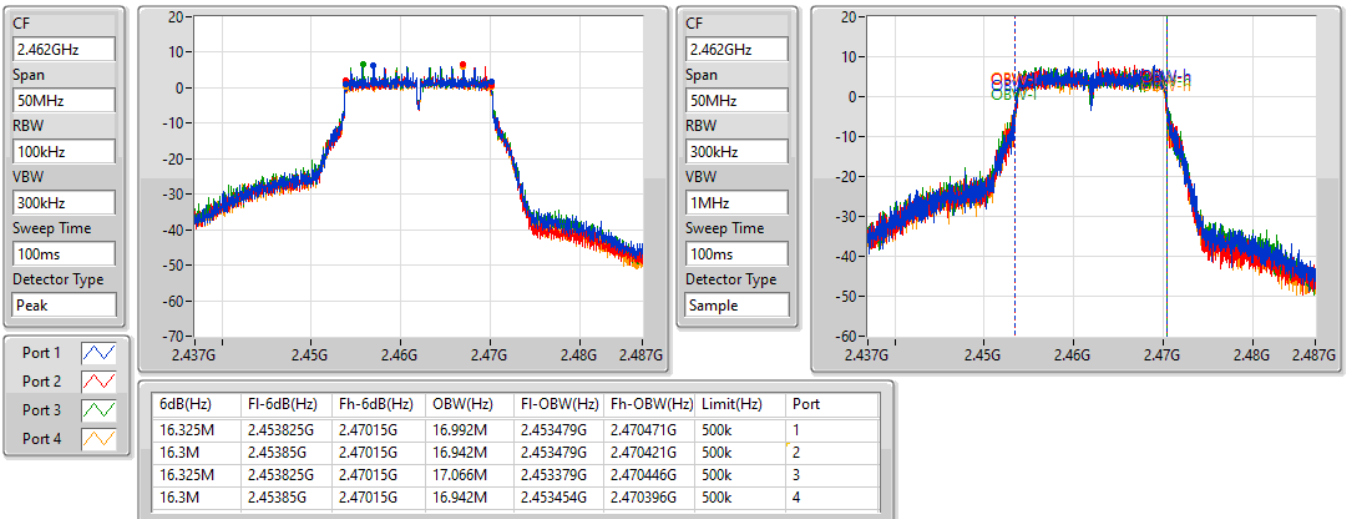 CF
2.462GHz
Span
50MHz
RBW
100kHz
VBW
300kHz
Sweep Time
100ms
Detector Type
Peak
20
10
0
-10
-20
-30
-40
-50
-60
-70
2.437G 2.45G 2.46G 2.47G 2.48G 2.487G
CF
2.462GHz
Span
50MHz
RBW
300kHz
VBW
1MHz
Sweep Time
100ms
Detector Type
Sample
20
10
0
-10
-20
-30
-40
-50
-60
OBW-l
OBW-h
2.437G 2.45G 2.46G 2.47G 2.48G 2.487G
Port 1
Port 2
Port 3
Port 4
6dB(Hz) Fl-6dB(Hz) Fh-6dB(Hz) OBW(Hz) Fl-OBW(Hz) Fh-OBW(Hz) Limit(Hz) Port
16.325M 2.453825G 2.47015G 16.992M 2.453479G 2.470471G 500k 1
16.3M 2.45385G 2.47015G 16.942M 2.453479G 2.470421G 500k 2
16.325M 2.453825G 2.47015G 17.066M 2.453379G 2.470446G 500k 3
16.3M 2.45385G 2.47015G 16.942M 2.453454G 2.470396G 500k 4